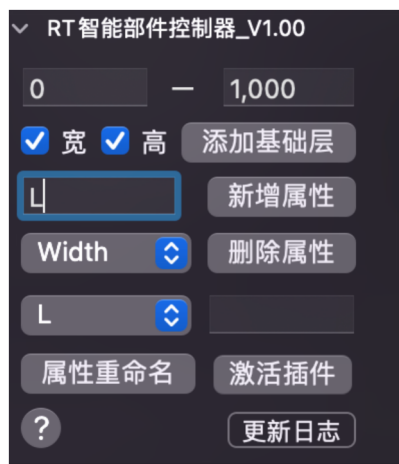 RT智能部件控制器_V1.00
0 — 1,000
宽 高 添加基础层
L 新增属性
Width 删除属性
L
属性重命名 激活插件
? 更新日志